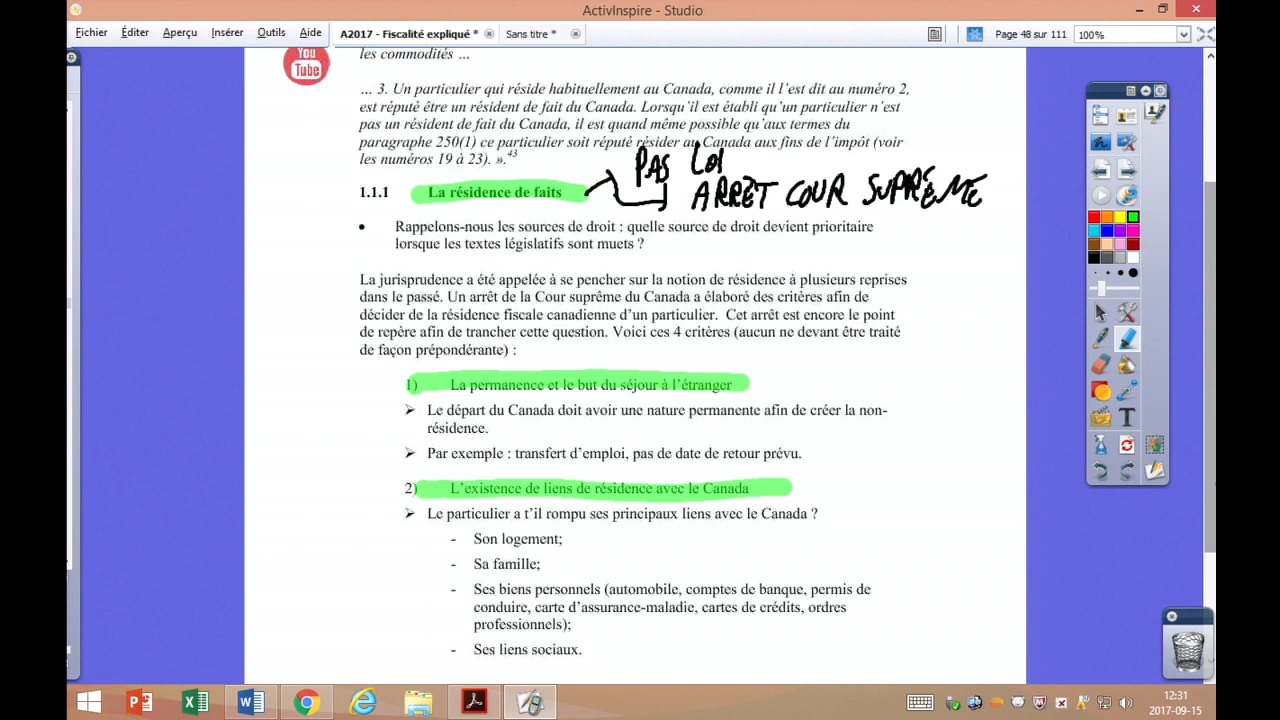 ActivInspire - Studio
Fichier Éditer Aperçu Insérer Outils Aide
A2017 - Fiscalité expliqué *
Sans titre *
Page 48 sur 111
100%
You
Tube
les commodités ...
... 3. Un particulier qui réside habituellement au Canada, comme il l'est dit au numéro 2,
est réputé être un résident de fait du Canada. Lorsqu'il est établi qu'un particulier n'est
pas un résident de fait du Canada, il est quand même possible qu'aux termes du
paragraphe 250(1) ce particulier soit réputé résider au Canada aux fins de l'impôt (voir
les numéros 19 à 23). ».43
PAS LOI
1.1.1 La résidence de faits
ARRÊT COUR SUPRÊME
• Rappelons-nous les sources de droit : quelle source de droit devient prioritaire
lorsque les textes législatifs sont muets ?
La jurisprudence a été appelée à se pencher sur la notion de résidence à plusieurs reprises
dans le passé. Un arrêt de la Cour suprême du Canada a élaboré des critères afin de
décider de la résidence fiscale canadienne d'un particulier. Cet arrêt est encore le point
de repère afin de trancher cette question. Voici ces 4 critères (aucun ne devant être traité
de façon prépondérante) :
1) La permanence et le but du séjour à l'étranger
➢ Le départ du Canada doit avoir une nature permanente afin de créer la non-
résidence.
➢ Par exemple : transfert d'emploi, pas de date de retour prévu.
2) L'existence de liens de résidence avec le Canada
➢ Le particulier a t'il rompu ses principaux liens avec le Canada ?
- Son logement;
- Sa famille;
- Ses biens personnels (automobile, comptes de banque, permis de
conduire, carte d'assurance-maladie, cartes de crédits, ordres
professionnels);
- Ses liens sociaux.
12:31
2017-09-15